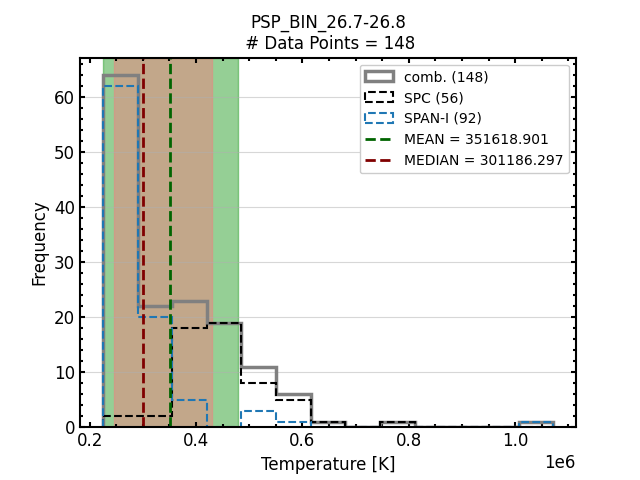 PSP_BIN_26.7-26.8
# Data Points = 148
comb. (148)
SPC (56)
SPAN-I (92)
MEAN = 351618.901
MEDIAN = 301186.297
Frequency
60
50
40
30
20
10
0
0.2 0.4 0.6 0.8 1.0
1e6
Temperature [K]